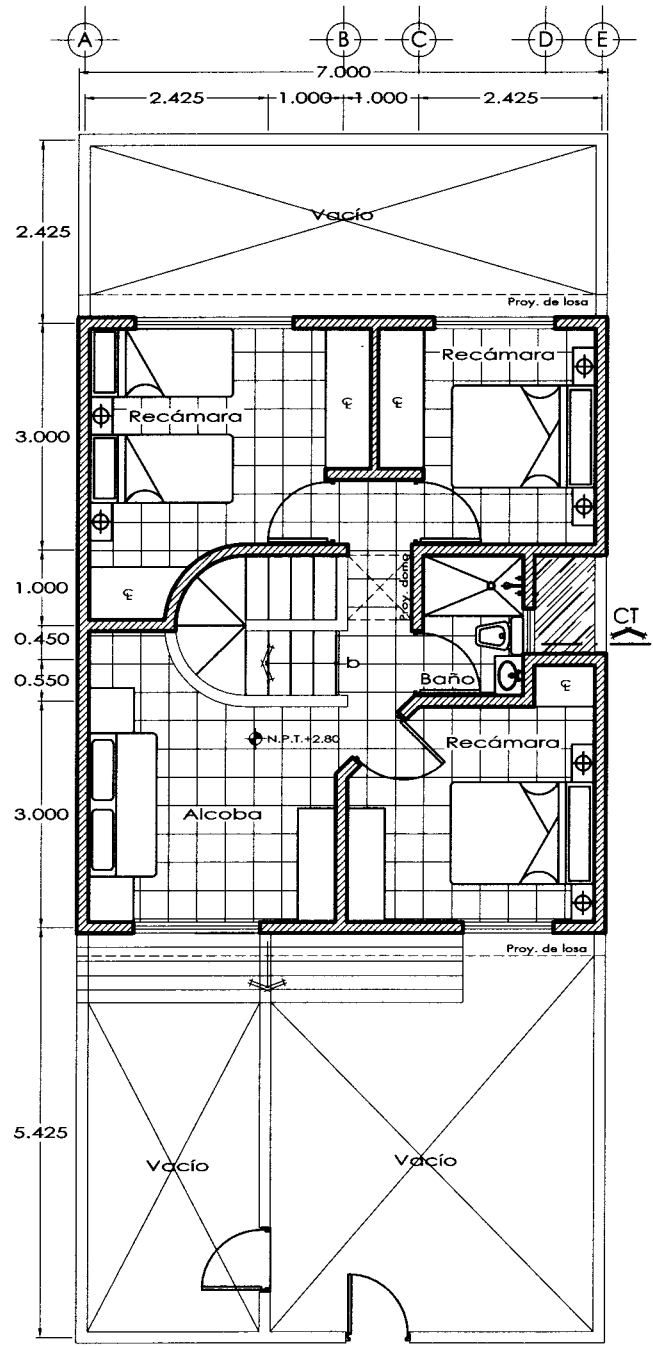 A B C D E
7.000
2.425 1.000 1.000 2.425
Vacío
2.425
Proy. de losa
Recámara
Recámara
℄ ℄
3.000
℄
1.000
Proy. domo
CT
0.450
b
Baño
℄
0.550
N.P.T.+2.80
Recámara
Alcoba
3.000
Proy. de losa
5.425
Vacío
Vacío